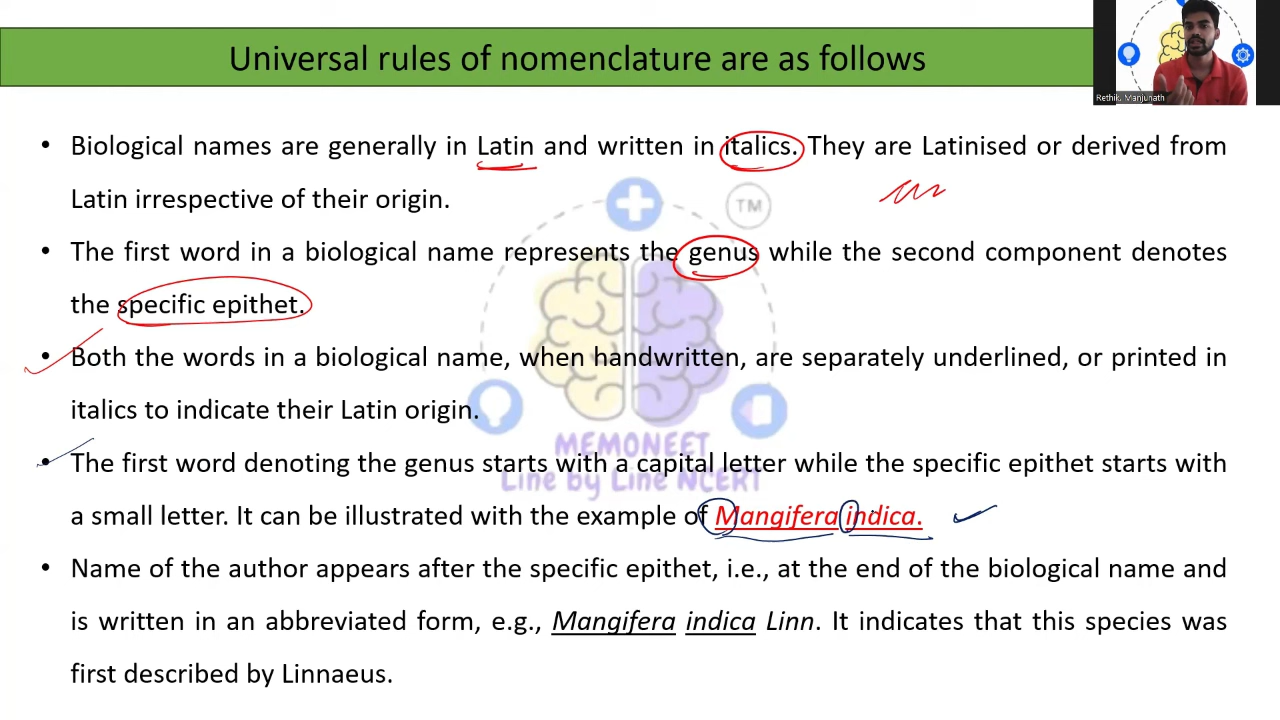 Universal rules of nomenclature are as follows
Rethik. Manjunath
• Biological names are generally in Latin and written in italics. They are Latinised or derived from
Latin irrespective of their origin.
TM
• The first word in a biological name represents the genus while the second component denotes
the specific epithet.
• Both the words in a biological name, when handwritten, are separately underlined, or printed in
italics to indicate their Latin origin.
MEMONEET
• The first word denoting the genus starts with a capital letter while the specific epithet starts with
Line by Line NCERT
a small letter. It can be illustrated with the example of Mangifera indica.
• Name of the author appears after the specific epithet, i.e., at the end of the biological name and
is written in an abbreviated form, e.g., Mangifera indica Linn. It indicates that this species was
first described by Linnaeus.